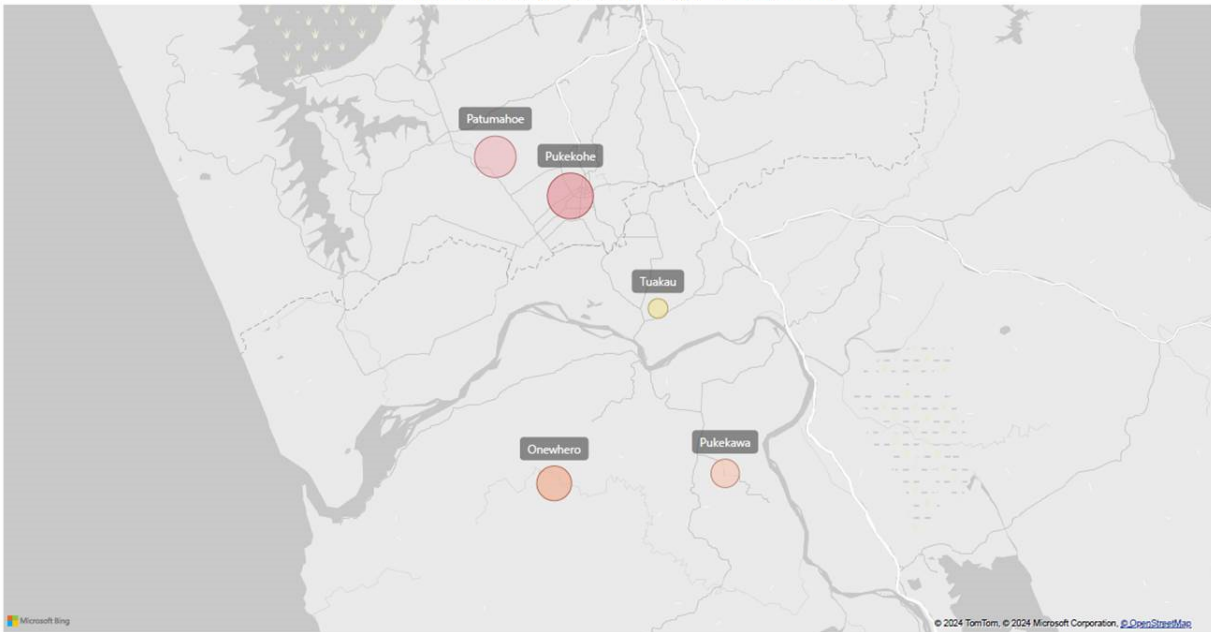 Patumahoe
Pukekohe
Tuakau
Onewhero
Pukekawa
Microsoft Bing
© 2024 TomTom, © 2024 Microsoft Corporation, © OpenStreetMap